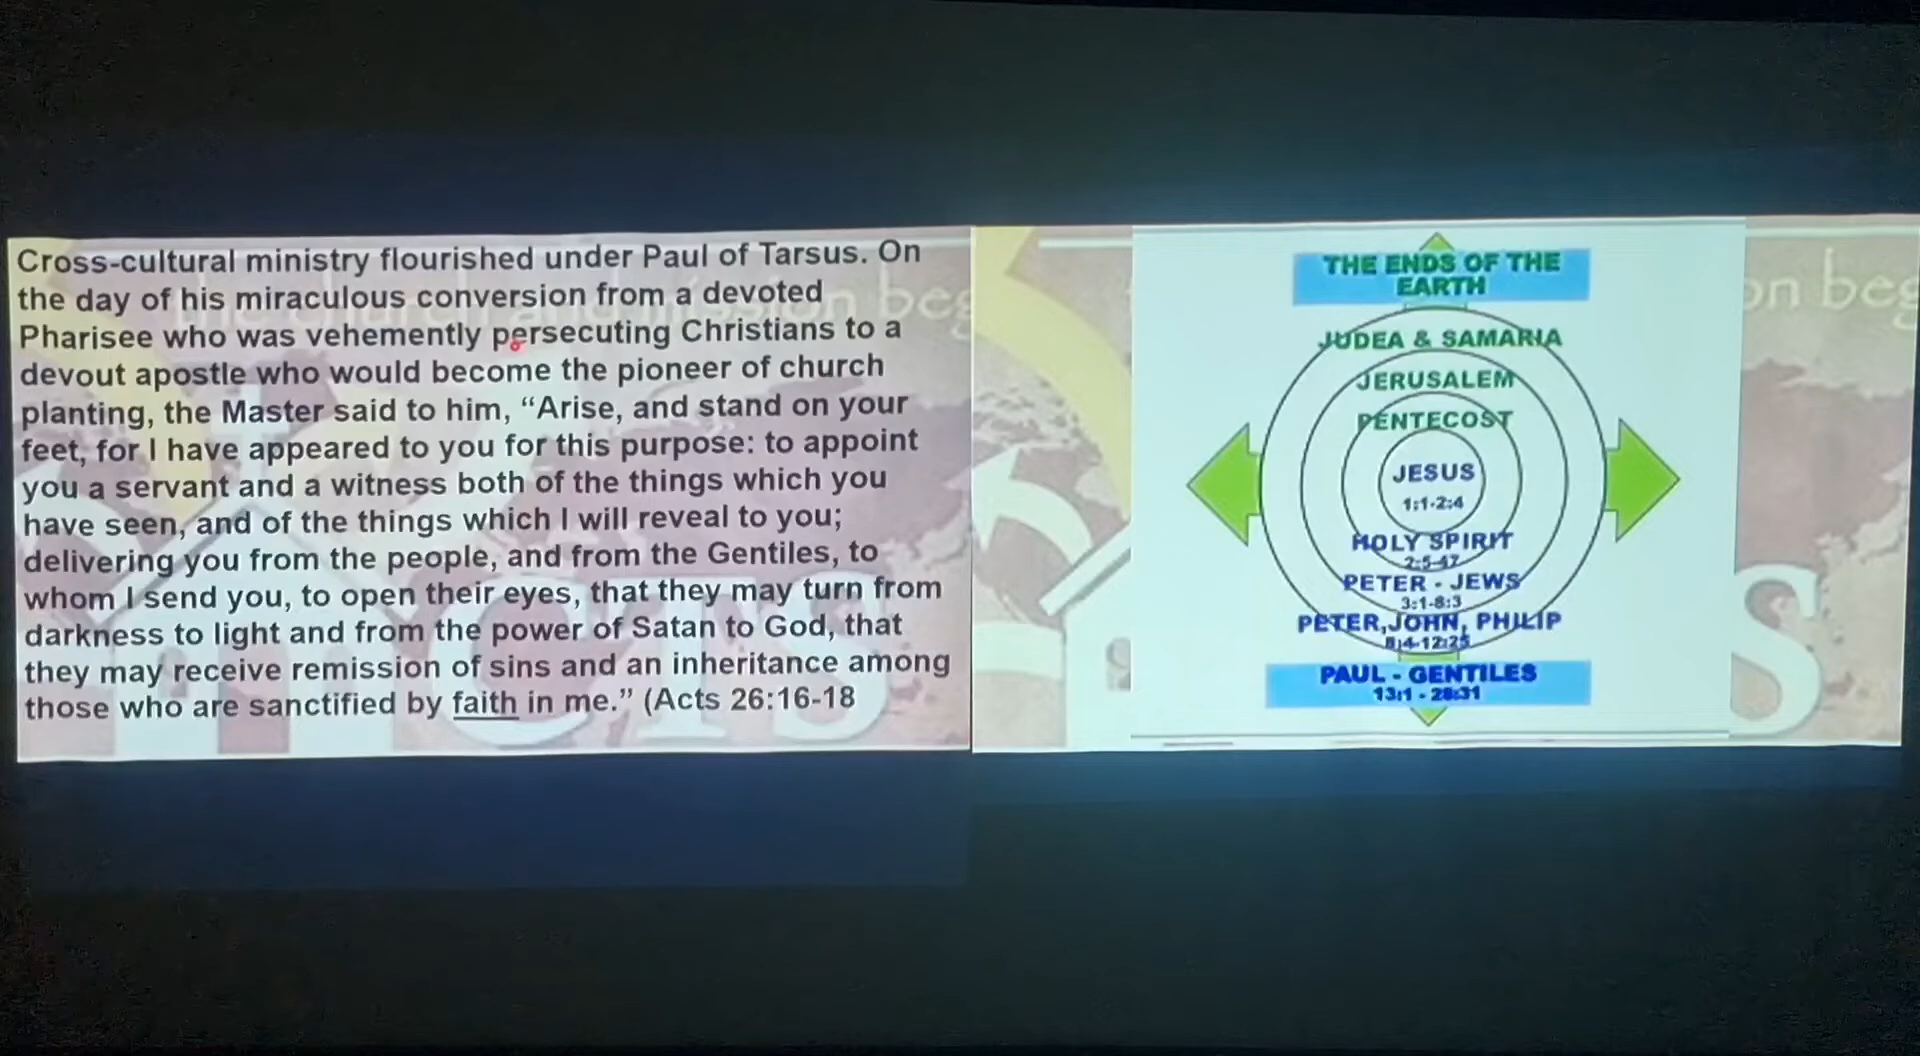 Cross-cultural ministry flourished under Paul of Tarsus. On
the day of his miraculous conversion from a devoted
Pharisee who was vehemently persecuting Christians to a
devout apostle who would become the pioneer of church
planting, the Master said to him, “Arise, and stand on your
feet, for I have appeared to you for this purpose: to appoint
you a servant and a witness both of the things which you
have seen, and of the things which I will reveal to you;
delivering you from the people, and from the Gentiles, to
whom I send you, to open their eyes, that they may turn from
darkness to light and from the power of Satan to God, that
they may receive remission of sins and an inheritance among
those who are sanctified by faith in me.” (Acts 26:16-18
THE ENDS OF THE
EARTH
JUDEA & SAMARIA
JERUSALEM
PENTECOST
JESUS
1:1-2:4
HOLY SPIRIT
2:5-47
PETER - JEWS
3:1-8:3
PETER,JOHN, PHILIP
8:4-12:25
PAUL - GENTILES
13:1 - 28:31
on beg